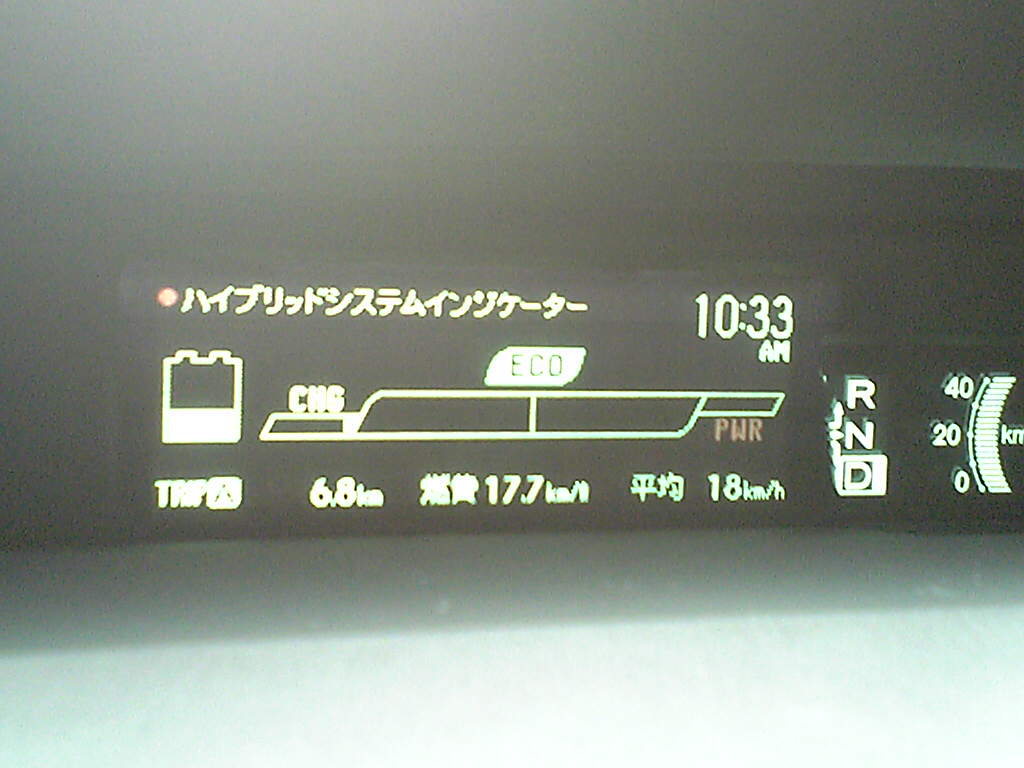 ハイブリッドシステムインジケーター 10:33
AM
ECO
CHG
PWR
TRIP A 6.8km 燃費 17.7km/l 平均 18km/h
R
N
D
40
20 km
0